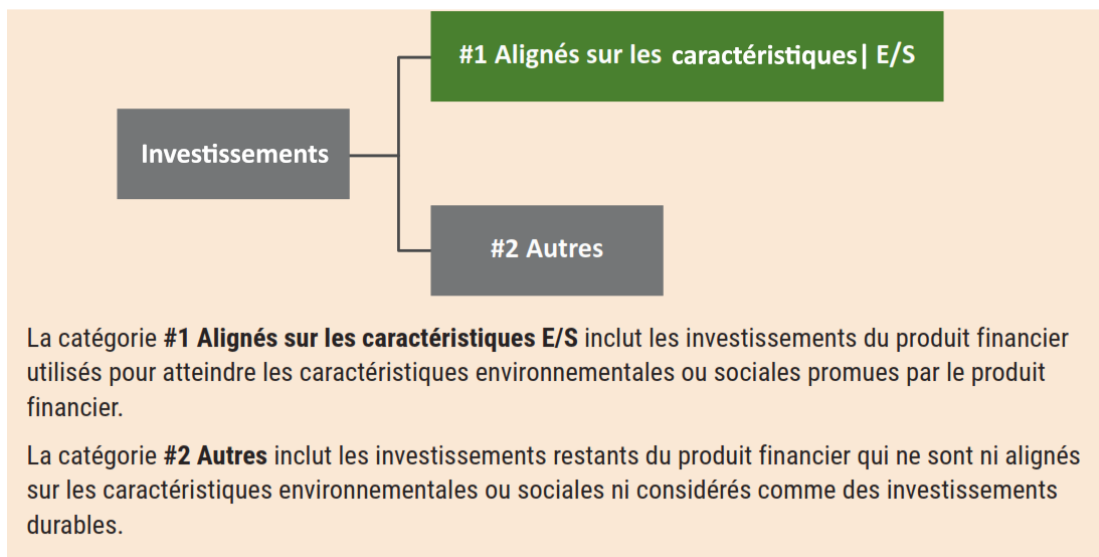 #1 Alignés sur les caractéristiques| E/S
Investissements
#2 Autres
La catégorie #1 Alignés sur les caractéristiques E/S inclut les investissements du produit financier
utilisés pour atteindre les caractéristiques environnementales ou sociales promues par le produit
financier.
La catégorie #2 Autres inclut les investissements restants du produit financier qui ne sont ni alignés
sur les caractéristiques environnementales ou sociales ni considérés comme des investissements
durables.